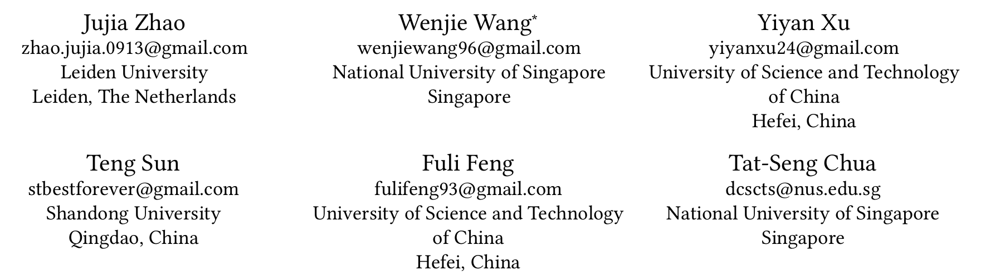 Jujia Zhao
zhao.jujia.0913@gmail.com
Leiden University
Leiden, The Netherlands
Wenjie Wang*
wenjiewang96@gmail.com
National University of Singapore
Singapore
Yiyan Xu
yiyanxu24@gmail.com
University of Science and Technology
of China
Hefei, China
Teng Sun
stbestforever@gmail.com
Shandong University
Qingdao, China
Fuli Feng
fulifeng93@gmail.com
University of Science and Technology
of China
Hefei, China
Tat-Seng Chua
dcscts@nus.edu.sg
National University of Singapore
Singapore